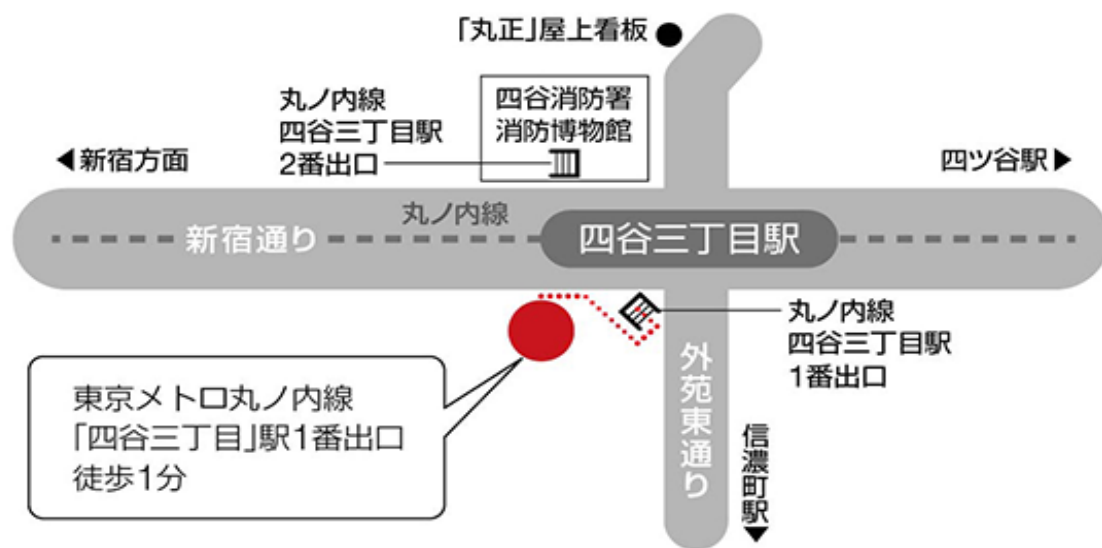 「丸正」屋上看板
丸ノ内線
四谷三丁目駅
2番出口
四谷消防署
消防博物館
◀新宿方面
四ツ谷駅▶
丸ノ内線
新宿通り
四谷三丁目駅
丸ノ内線
四谷三丁目駅
1番出口
東京メトロ丸ノ内線
「四谷三丁目」駅1番出口
徒歩1分
外苑東通り
信濃町駅▼